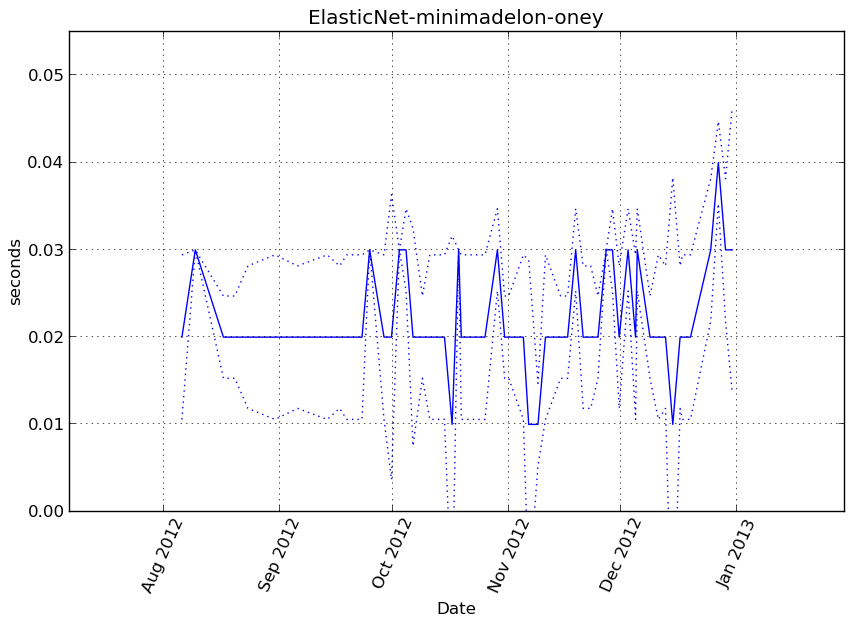 ElasticNet-minimadelon-oney
0.05
0.04
0.03
0.02
0.01
0.00
seconds
Aug 2012
Sep 2012
Oct 2012
Nov 2012
Dec 2012
Jan 2013
Date